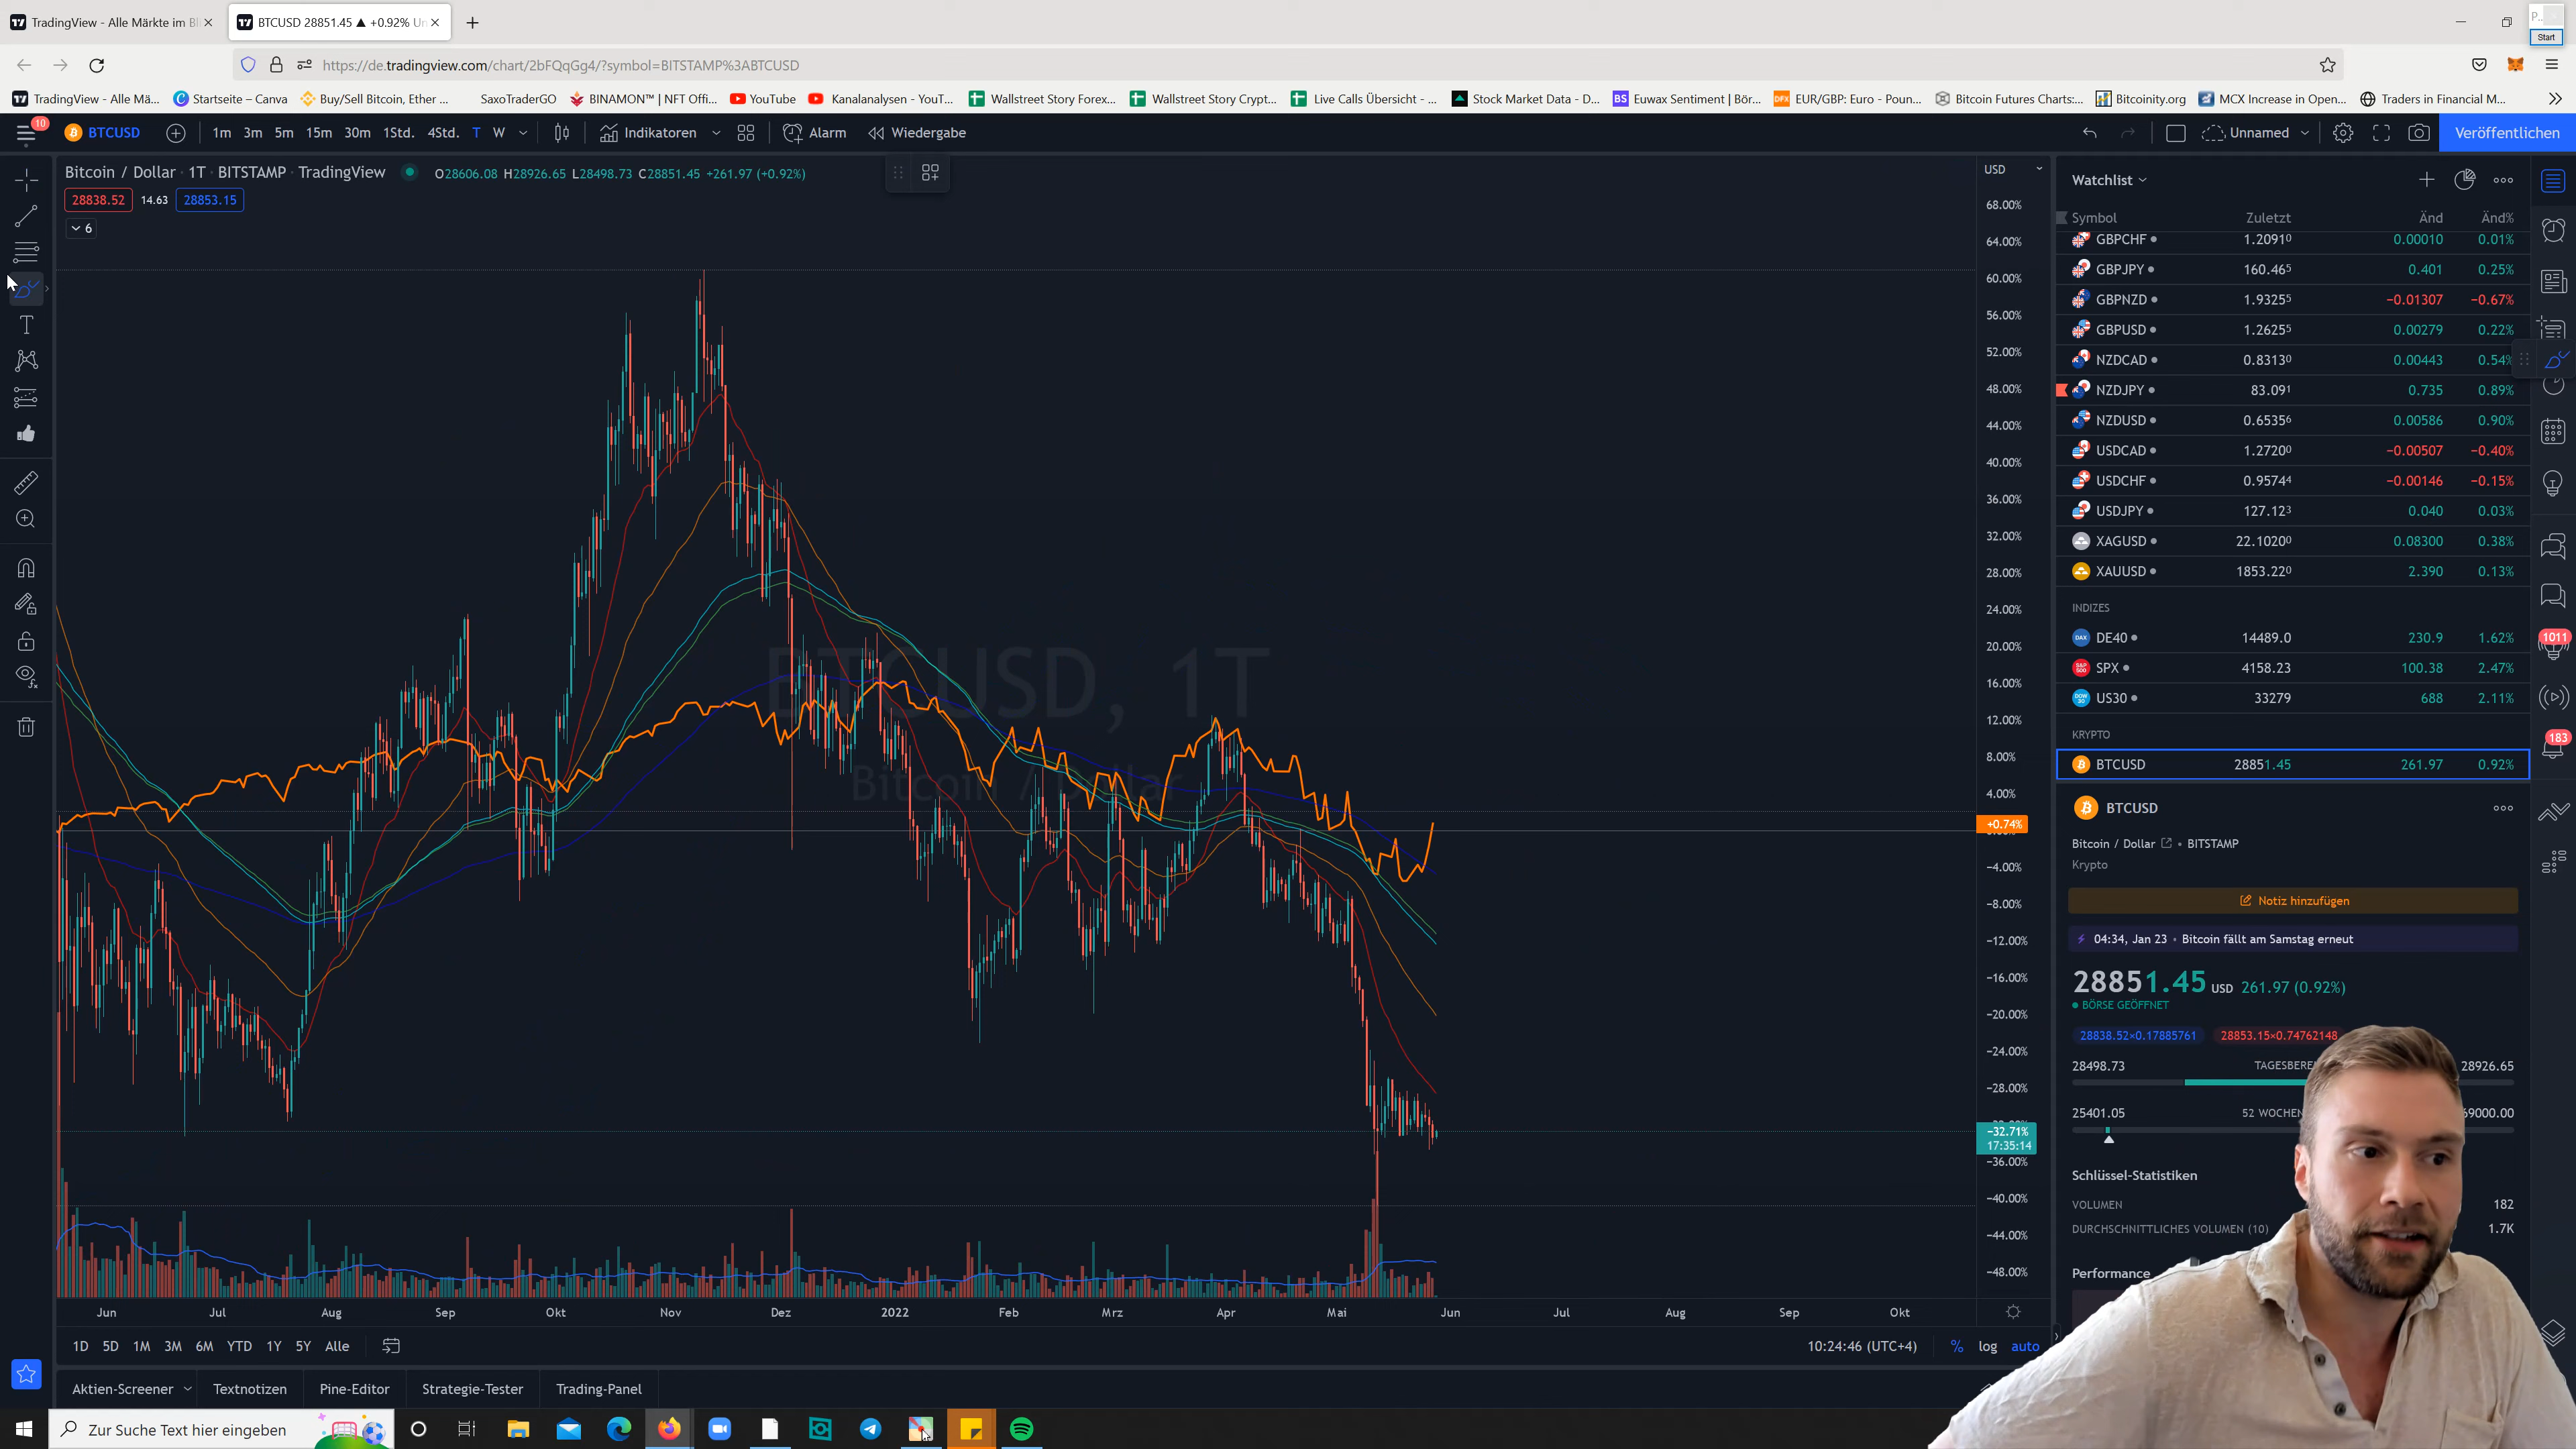 TradingView - Alle Märkte im Bl
BTCUSD 28851.45 ▲ +0.92% Un
P...
Start
https://de.tradingview.com/chart/2bFQqGg4/?symbol=BITSTAMP%3ABTCUSD
TradingView - Alle Mä...
Startseite – Canva
Buy/Sell Bitcoin, Ether ...
SaxoTraderGO
BINAMON™ | NFT Offi...
YouTube
Kanalanalysen - YouT...
Wallstreet Story Forex...
Wallstreet Story Crypt...
Live Calls Übersicht - ...
Stock Market Data - D...
Euwax Sentiment | Bör...
EUR/GBP: Euro - Poun...
Bitcoin Futures Charts:...
Bitcoinity.org
MCX Increase in Open...
Traders in Financial M...
10
BTCUSD
1m 3m 5m 15m 30m 1Std. 4Std. T W
Indikatoren
Alarm
Wiedergabe
Unnamed
Veröffentlichen
Bitcoin / Dollar · 1T · BITSTAMP · TradingView
O28606.08 H28926.65 L28498.73 C28851.45 +261.97 (+0.92%)
28838.52 14.63 28853.15
6
BTCUSD, 1T
Bitcoin / Dollar
USD
68.00%
64.00%
60.00%
56.00%
52.00%
48.00%
44.00%
40.00%
36.00%
32.00%
28.00%
24.00%
20.00%
16.00%
12.00%
8.00%
4.00%
+0.74%
−4.00%
−8.00%
−12.00%
−16.00%
−20.00%
−24.00%
−28.00%
−32.71%
17:35:14
−36.00%
−40.00%
−44.00%
−48.00%
Jun Jul Aug Sep Okt Nov Dez 2022 Feb Mrz Apr Mai Jun Jul Aug Sep Okt
1D 5D 1M 3M 6M YTD 1Y 5Y Alle
10:24:46 (UTC+4)
% log auto
Aktien-Screener
Textnotizen
Pine-Editor
Strategie-Tester
Trading-Panel
Watchlist
Symbol Zuletzt Änd Änd%
GBPCHF 1.20910 0.00010 0.01%
GBPJPY 160.465 0.401 0.25%
GBPNZD 1.93255 −0.01307 −0.67%
GBPUSD 1.26255 0.00279 0.22%
NZDCAD 0.83130 0.00443 0.54%
NZDJPY 83.091 0.735 0.89%
NZDUSD 0.65356 0.00586 0.90%
USDCAD 1.27200 −0.00507 −0.40%
USDCHF 0.95744 −0.00146 −0.15%
USDJPY 127.123 0.040 0.03%
XAGUSD 22.10200 0.08300 0.38%
XAUUSD 1853.220 2.390 0.13%
INDIZES
DE40 14489.0 230.9 1.62%
SPX 4158.23 100.38 2.47%
US30 33279 688 2.11%
KRYPTO
BTCUSD 28851.45 261.97 0.92%
BTCUSD
Bitcoin / Dollar • BITSTAMP
Krypto
Notiz hinzufügen
04:34, Jan 23 • Bitcoin fällt am Samstag erneut
28851.45 USD 261.97 (0.92%)
BÖRSE GEÖFFNET
28838.52×0.17885761 28853.15×0.74762148
28498.73 TAGESBERE 28926.65
25401.05 52 WOCHEN 69000.00
Schlüssel-Statistiken
VOLUMEN 182
DURCHSCHNITTLICHES VOLUMEN (10) 1.7K
Performance
1011
183
Zur Suche Text hier eingeben